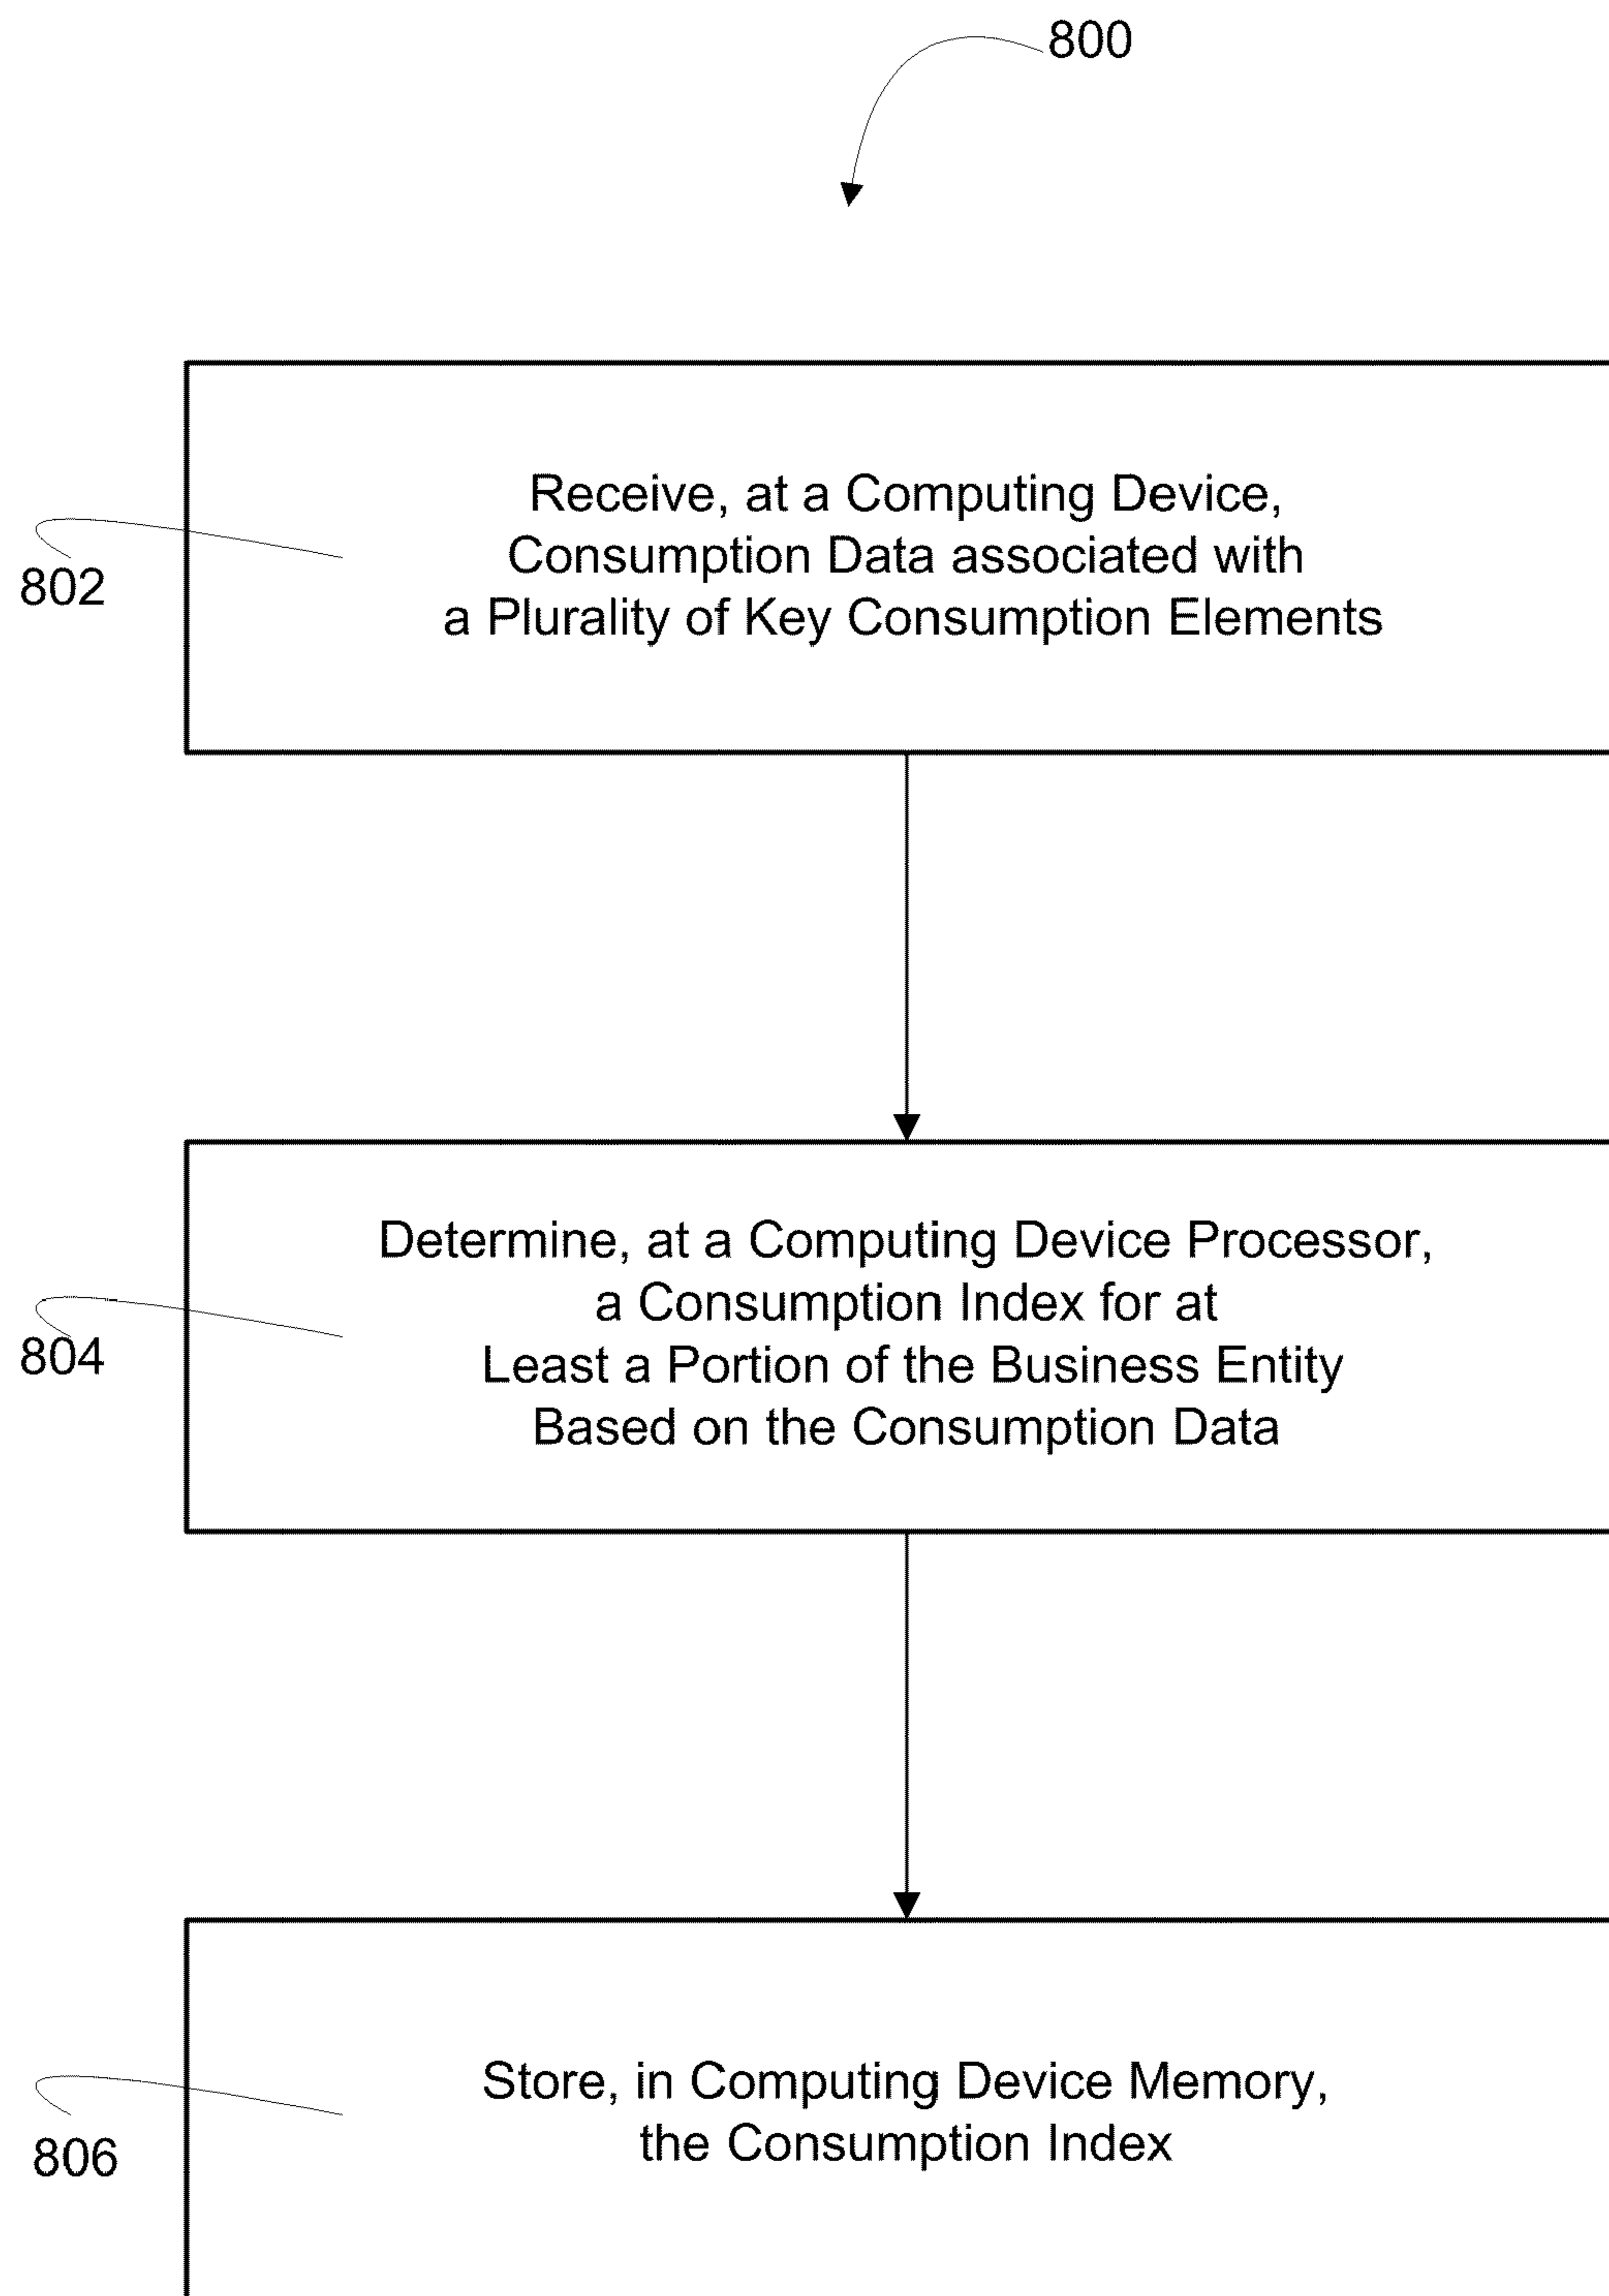 800
Receive, at a Computing Device,
Consumption Data associated with
a Plurality of Key Consumption Elements
802
Determine, at a Computing Device Processor,
a Consumption Index for at
Least a Portion of the Business Entity
Based on the Consumption Data
804
Store, in Computing Device Memory,
the Consumption Index
806